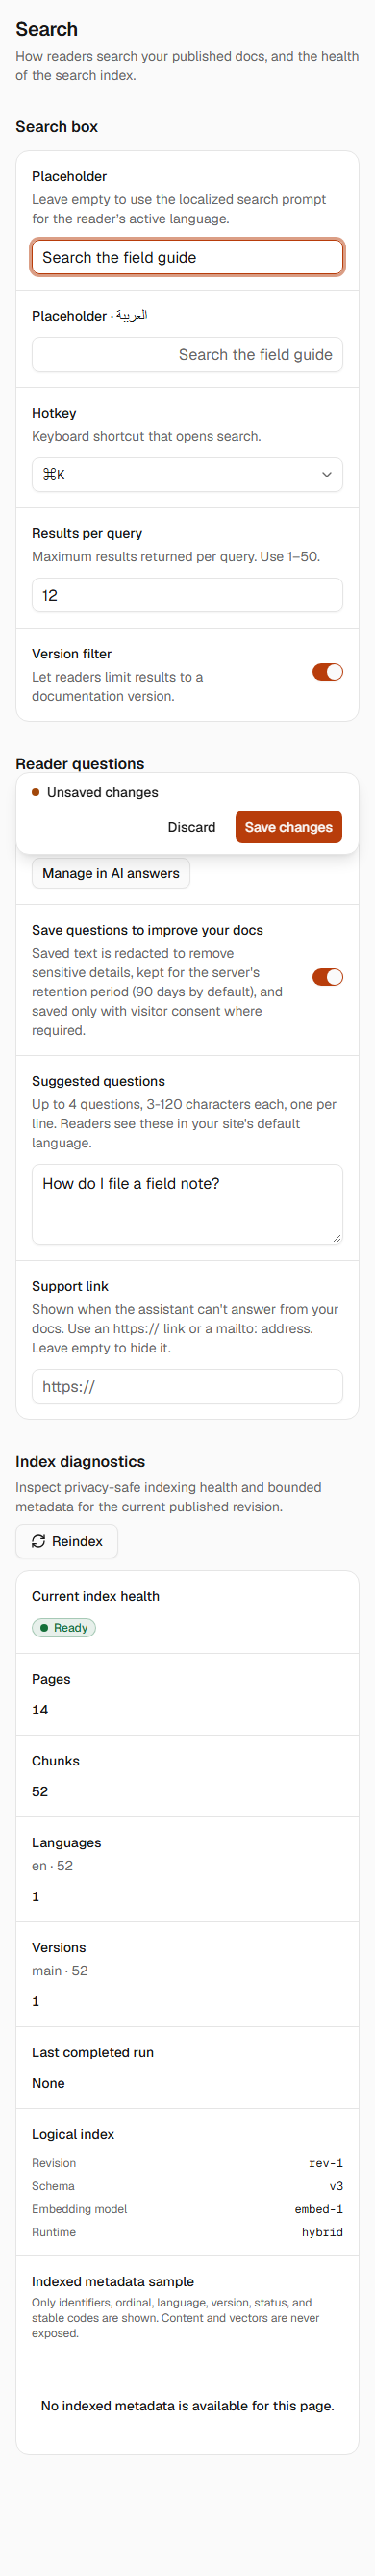 Search
How readers search your published docs, and the health
of the search index.
Search box
Placeholder
Leave empty to use the localized search prompt
for the reader's active language.
Search the field guide
Placeholder · العربية
Search the field guide
Hotkey
Keyboard shortcut that opens search.
⌘K
Results per query
Maximum results returned per query. Use 1–50.
12
Version filter
Let readers limit results to a
documentation version.
Reader questions
Unsaved changes
Discard
Save changes
Manage in AI answers
Save questions to improve your docs
Saved text is redacted to remove
sensitive details, kept for the server's
retention period (90 days by default), and
saved only with visitor consent where
required.
Suggested questions
Up to 4 questions, 3-120 characters each, one per
line. Readers see these in your site's default
language.
How do I file a field note?
Support link
Shown when the assistant can't answer from your
docs. Use an https:// link or a mailto: address.
Leave empty to hide it.
https://
Index diagnostics
Inspect privacy-safe indexing health and bounded
metadata for the current published revision.
Reindex
Current index health
Ready
Pages
14
Chunks
52
Languages
en · 52
1
Versions
main · 52
1
Last completed run
None
Logical index
Revision rev-1
Schema v3
Embedding model embed-1
Runtime hybrid
Indexed metadata sample
Only identifiers, ordinal, language, version, status, and
stable codes are shown. Content and vectors are never
exposed.
No indexed metadata is available for this page.